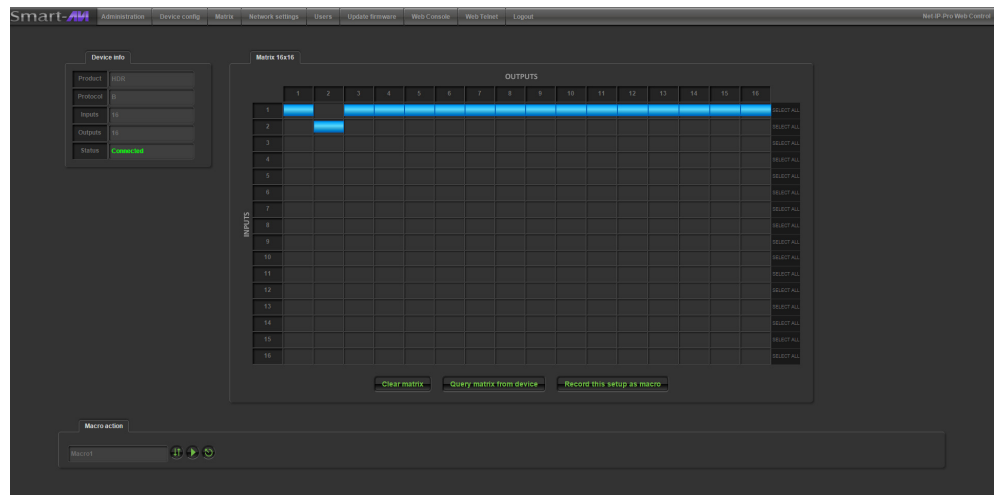 Smart-AVI Administration Device config Matrix Network settings Users Update firmware Web Console Web Telnet Logout Net-IP-Pro Web Control
Device info
Product HDR
Protocol
Inputs 16
Outputs 16
Status Connected
Matrix 16x16
OUTPUTS
1 2 3 4 5 6 7 8 9 10 11 12 13 14 15 16
INPUTS
1 SELECT ALL
2 SELECT ALL
3 SELECT ALL
4 SELECT ALL
5 SELECT ALL
6 SELECT ALL
7 SELECT ALL
8 SELECT ALL
9 SELECT ALL
10 SELECT ALL
11 SELECT ALL
12 SELECT ALL
13 SELECT ALL
14 SELECT ALL
15 SELECT ALL
16 SELECT ALL
Clear matrix Query matrix from device Record this setup as macro
Macro action
Macro1